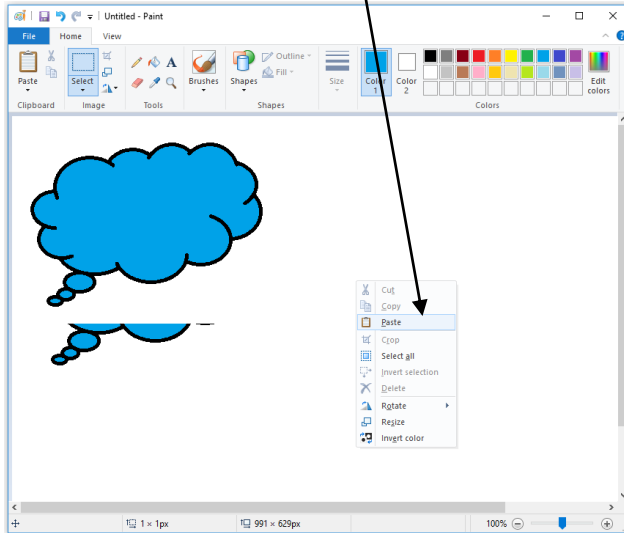 Untitled - Paint
File Home View
Paste
Select
Brushes
Shapes
Outline
Fill
Size
Color 1
Color 2
Edit colors
Clipboard Image Tools Shapes Colors
Cut
Copy
Paste
Crop
Select all
Invert selection
Delete
Rotate
Resize
Invert color
1 × 1px 991 × 629px 100%